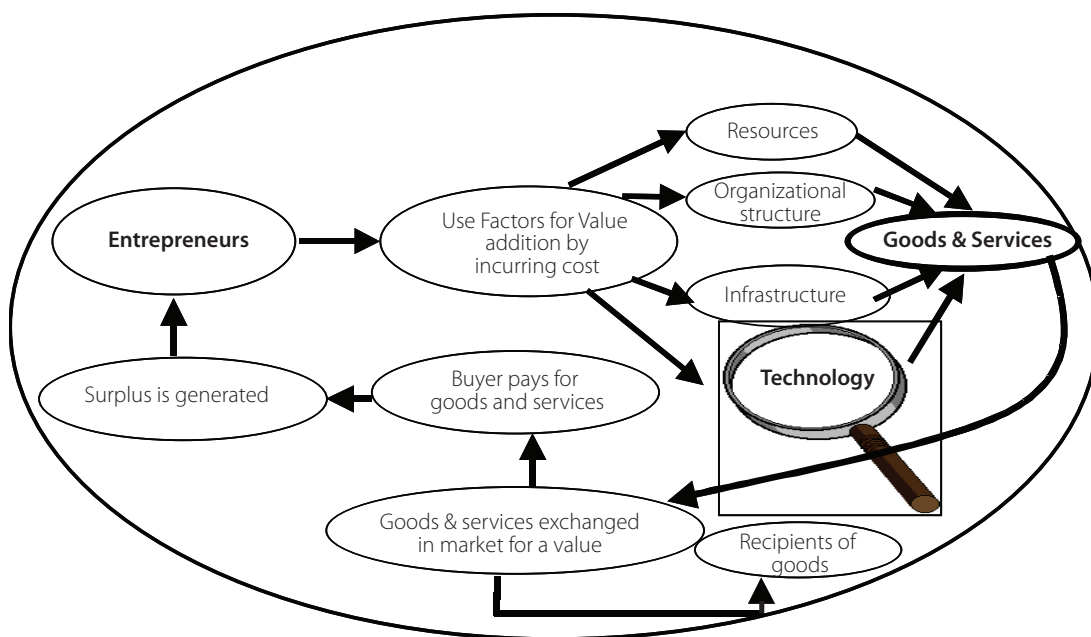 Resources
Organizational
structure
Entrepreneurs
Use Factors for Value
addition by
incurring cost
Goods & Services
Infrastructure
Technology
Surplus is generated
Buyer pays for
goods and services
Goods & services exchanged
in market for a value
Recipients of
goods